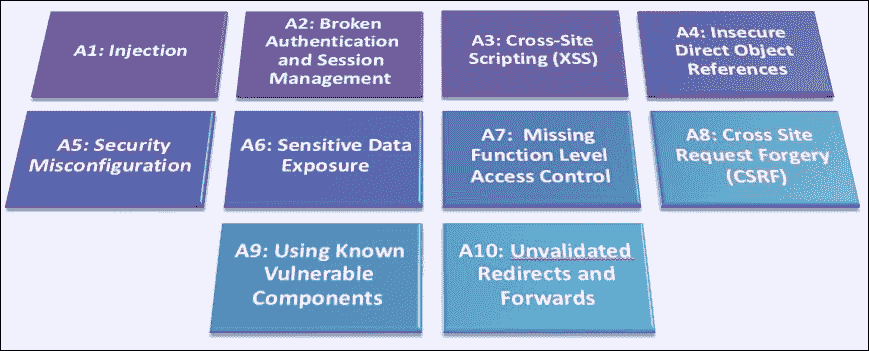 A1: Injection
A2: Broken
Authentication
and Session
Management
A3: Cross-Site
Scripting (XSS)
A4: Insecure
Direct Object
References
A5: Security
Misconfiguration
A6: Sensitive Data
Exposure
A7: Missing
Function Level
Access Control
A8: Cross Site
Request Forgery
(CSRF)
A9: Using Known
Vulnerable
Components
A10: Unvalidated
Redirects and
Forwards